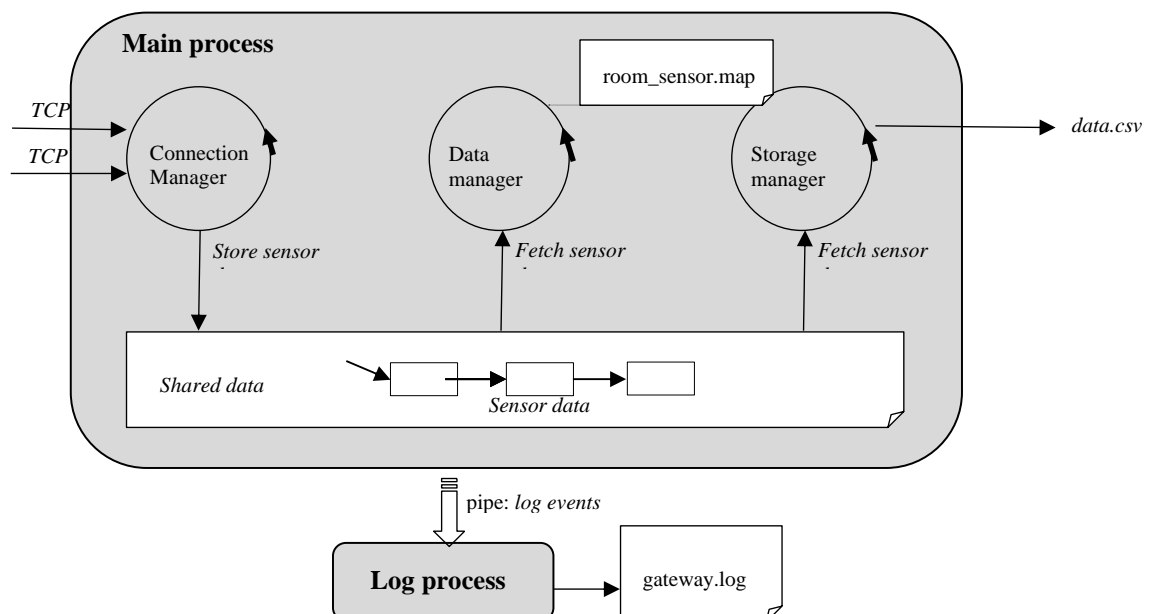 Main process
room_sensor.map
TCP
TCP
Connection
Manager
Data
manager
Storage
manager
data.csv
Store sensor
Fetch sensor
Fetch sensor
Shared data
Sensor data
pipe: log events
Log process
gateway.log